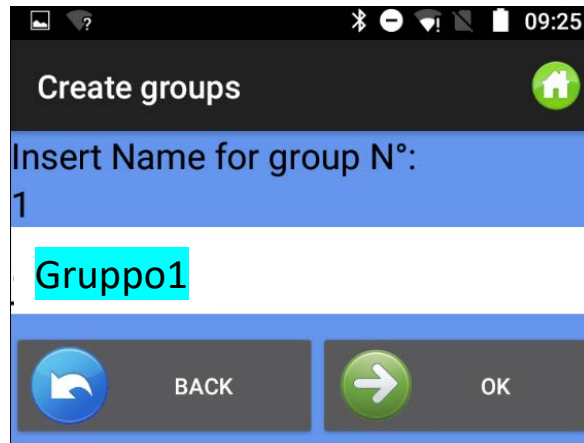 09:25
Create groups
Insert Name for group N°:
1
Gruppo1
BACK
OK